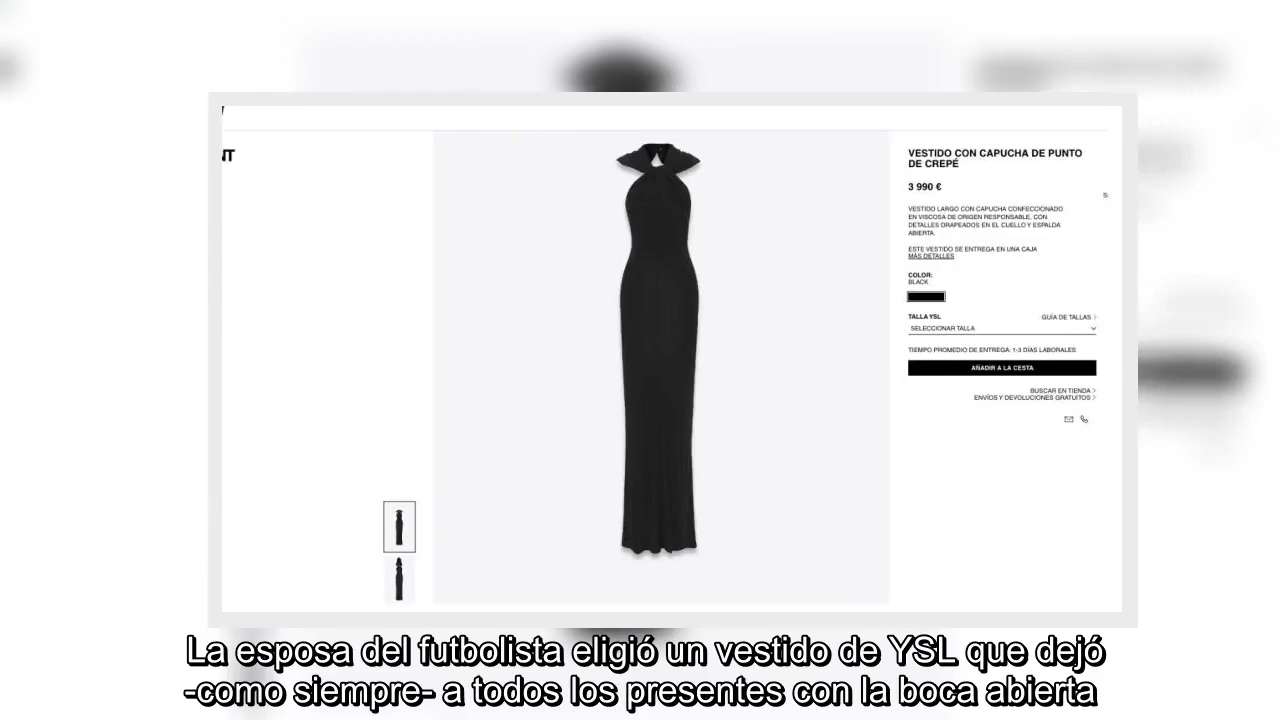 NT
VESTIDO CON CAPUCHA DE PUNTO
DE CREPÉ
3 990 €
VESTIDO LARGO CON CAPUCHA CONFECCIONADO
EN VISCOSA DE ORIGEN RESPONSABLE, CON
DETALLES DRAPEADOS EN EL CUELLO Y ESPALDA
ABIERTA.
ESTE VESTIDO SE ENTREGA EN UNA CAJA
MÁS DETALLES
COLOR:
BLACK
TALLA YSL GUÍA DE TALLAS
SELECCIONAR TALLA
TIEMPO PROMEDIO DE ENTREGA: 1-3 DÍAS LABORALES
AÑADIR A LA CESTA
BUSCAR EN TIENDA
ENVÍOS Y DEVOLUCIONES GRATUITOS
La esposa del futbolista eligió un vestido de YSL que dejó
-como siempre- a todos los presentes con la boca abierta